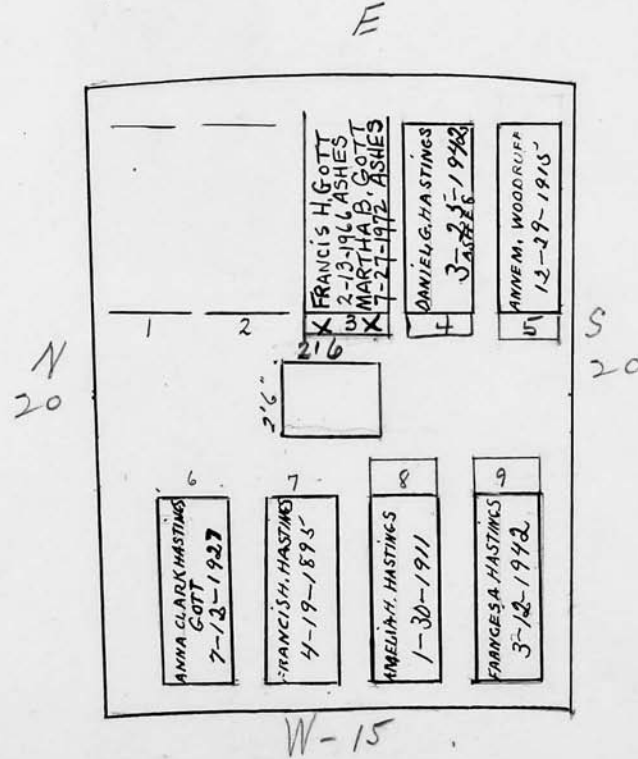 E
FRANCIS H. GOTT
2-13-1966 ASHES
MARTHA B. GOTT
7-27-1972 ASHES
DANIEL G. HASTINGS
3-25-1942
ASHES
ANNE M. WOODRUFF
12-29-1915
1
2
X 3 X
4
5
N
20
S
20
2'6
2'6"
6
7
8
9
ANNA CLARK HASTINGS
GOTT
7-12-1927
FRANCIS H. HASTINGS
4-19-1895
AMELIA H. HASTINGS
1-30-1911
FRANCES A. HASTINGS
3-12-1942
W-15